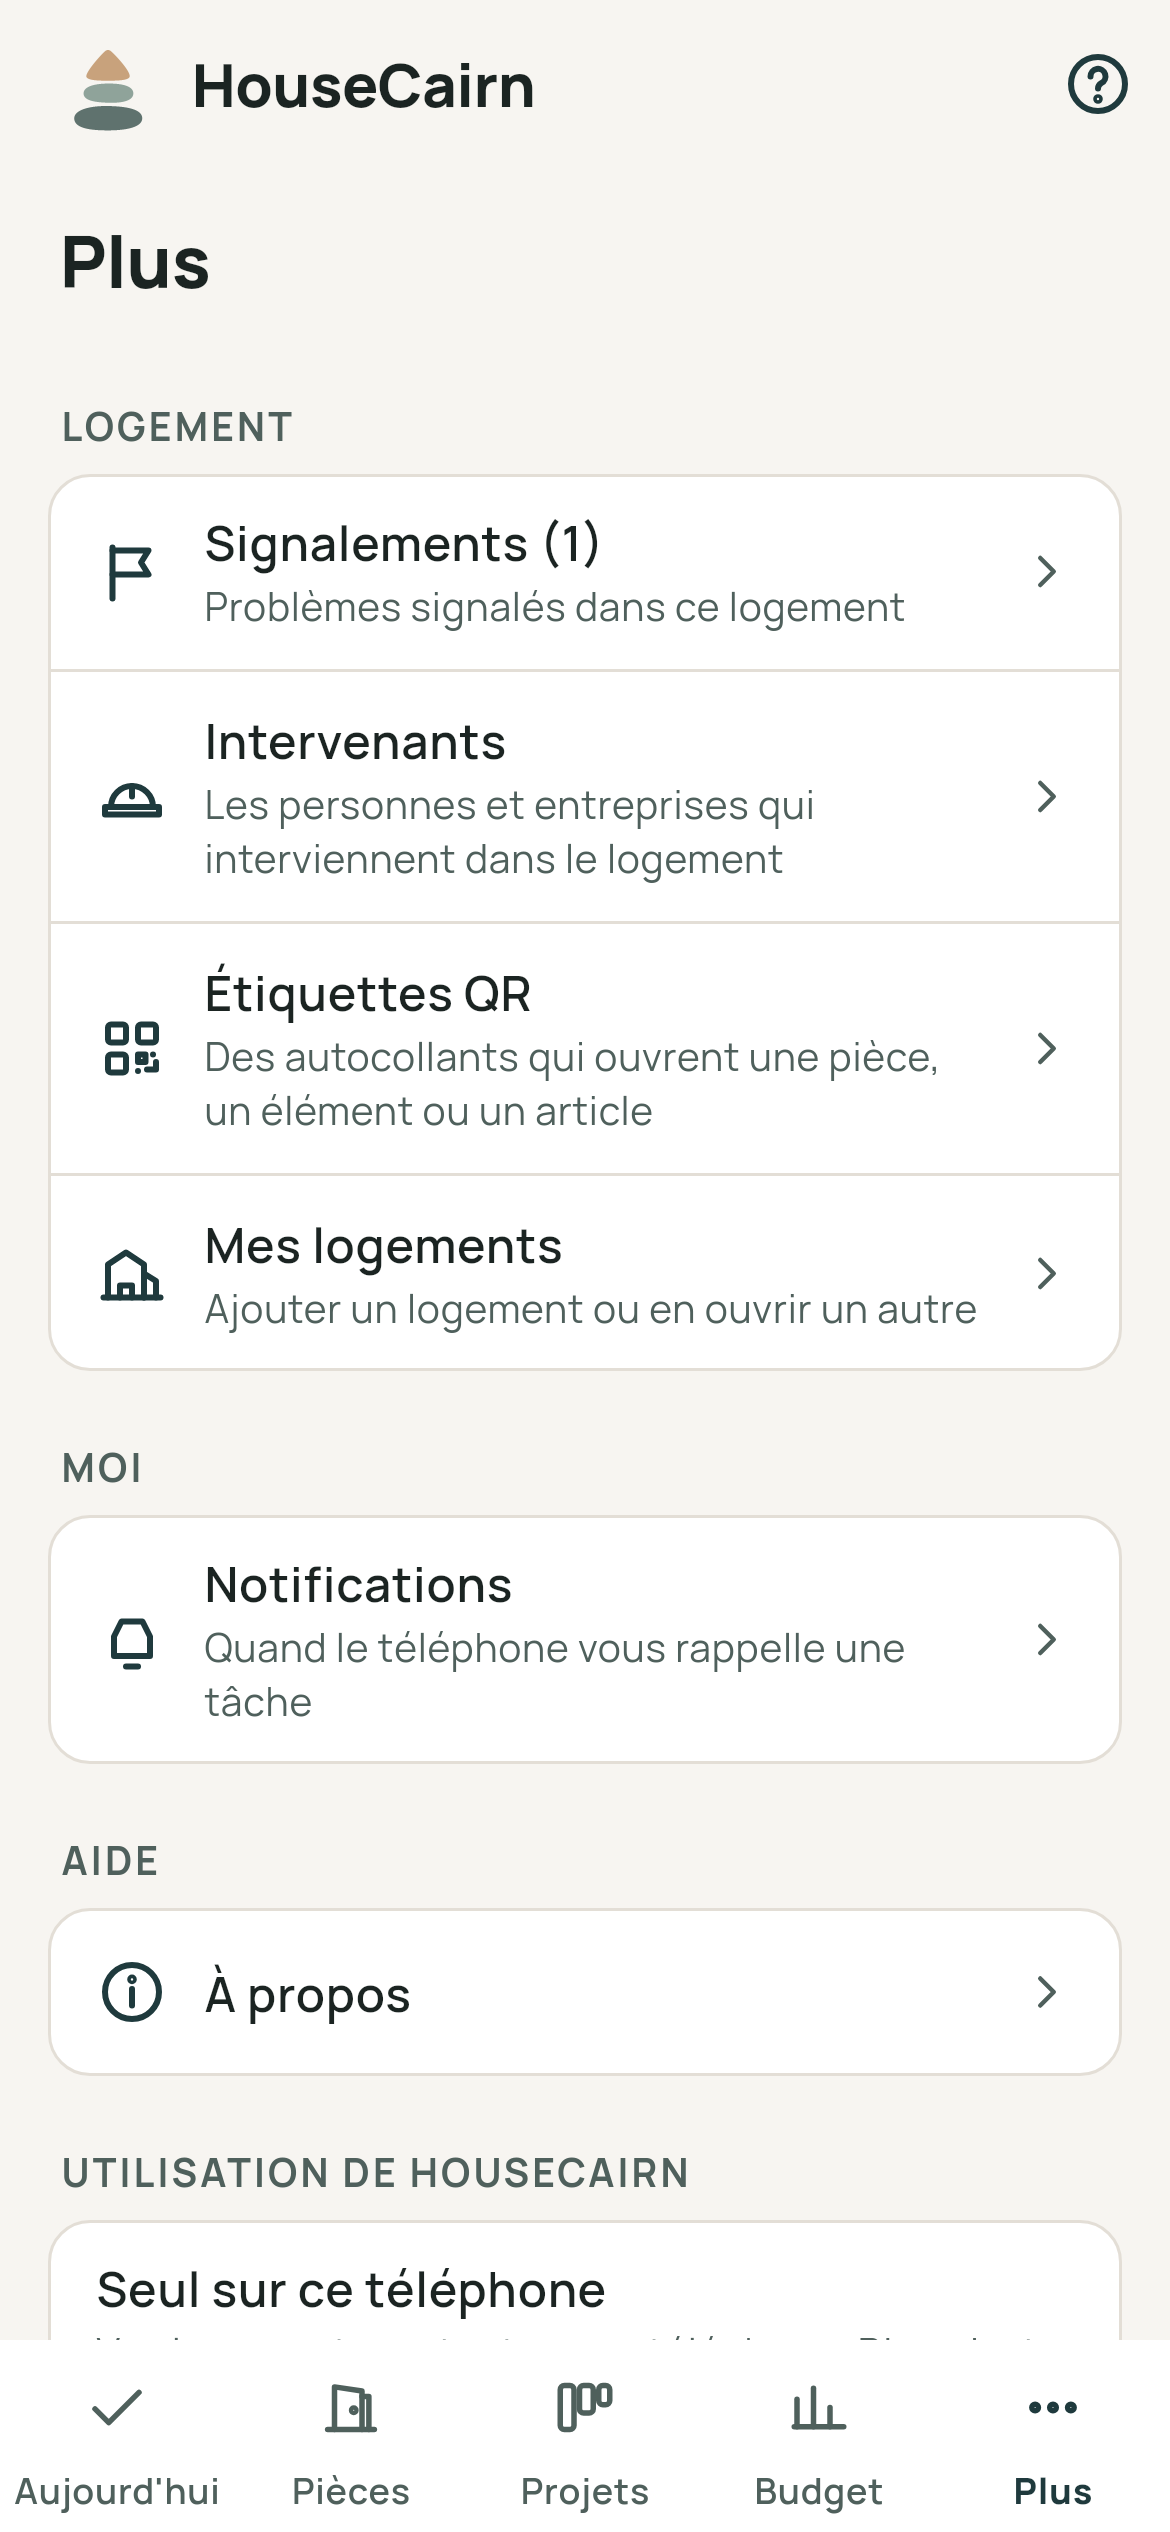 HouseCairn
Plus
LOGEMENT
Signalements (1)
Problèmes signalés dans ce logement
Intervenants
Les personnes et entreprises qui
interviennent dans le logement
Étiquettes QR
Des autocollants qui ouvrent une pièce,
un élément ou un article
Mes logements
Ajouter un logement ou en ouvrir un autre
MOI
Notifications
Quand le téléphone vous rappelle une
tâche
AIDE
À propos
UTILISATION DE HOUSECAIRN
Seul sur ce téléphone
Aujourd'hui
Pièces
Projets
Budget
Plus